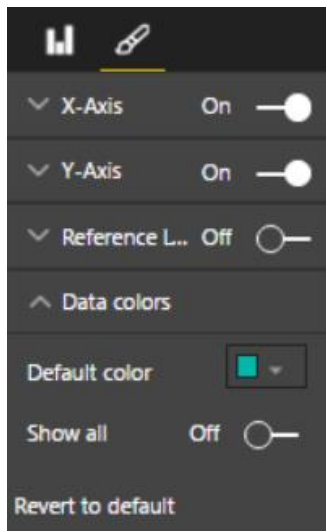 X-Axis On
Y-Axis On
Reference L... Off
Data colors
Default color
Show all Off
Revert to default